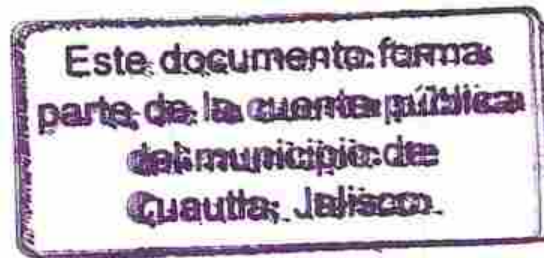 Este documento forma
parte de la cuenta pública
del municipio de
Cuautla, Jalisco.